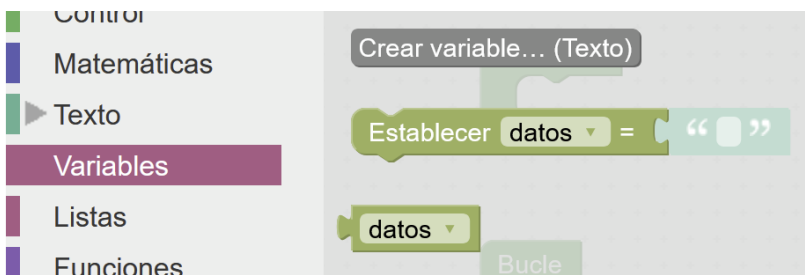 Control
Matemáticas
Texto
Variables
Listas
Funciones
Crear variable… (Texto)
Establecer datos ▾ = “ ”
datos ▾
Bucle